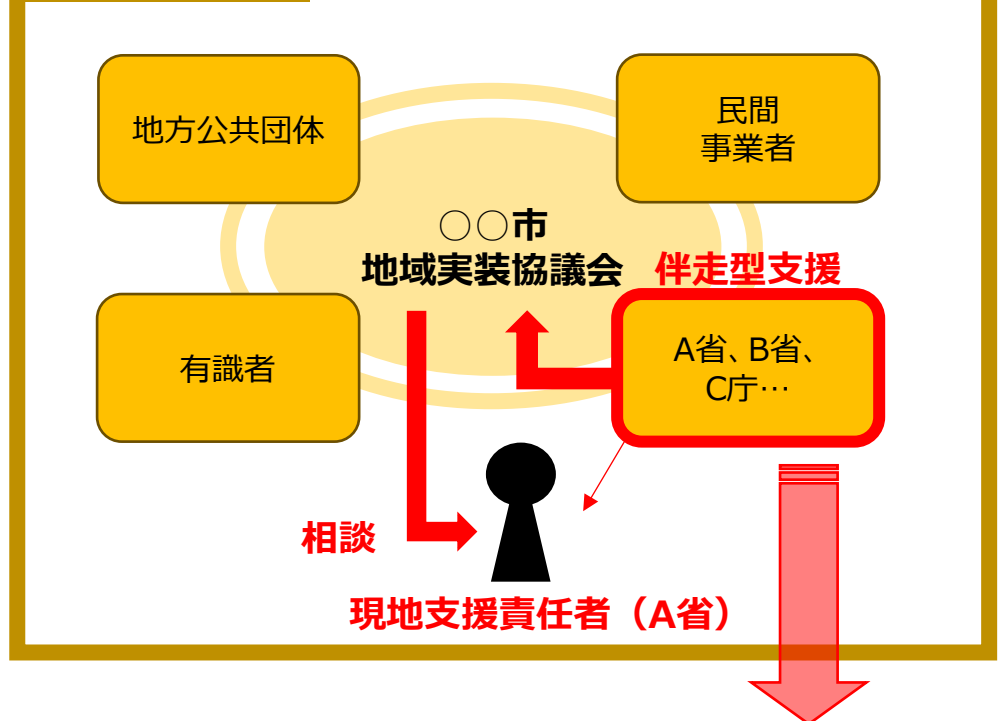 地方公共団体
民間
事業者
○○市
地域実装協議会
伴走型支援
有識者
A省、B省、
C庁…
相談
現地支援責任者（A省）